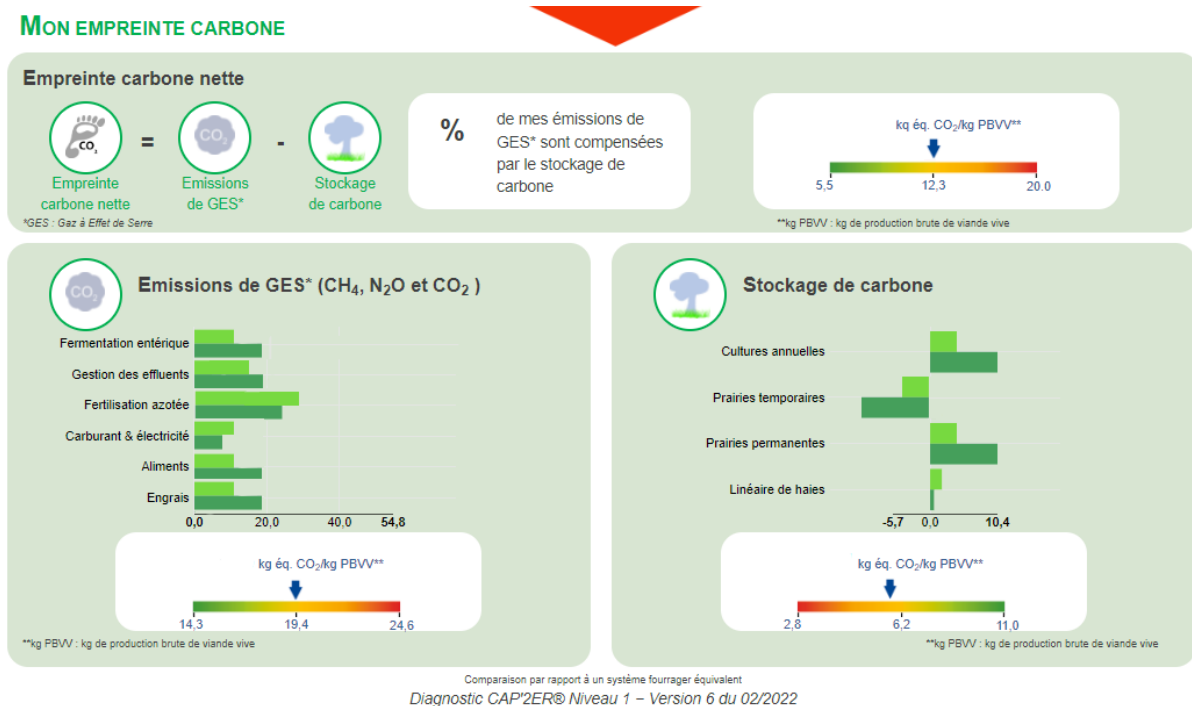 MON EMPREINTE CARBONE
Empreinte carbone nette
CO2
=
CO2
-
Empreinte
carbone nette
Emissions
de GES*
Stockage
de carbone
*GES : Gaz à Effet de Serre
%
de mes émissions de
GES* sont compensées
par le stockage de
carbone
kq éq. CO2/kg PBVV**
5,5
12,3
20.0
**kg PBVV : kg de production brute de viande vive
CO2
Emissions de GES* (CH4, N2O et CO2 )
Fermentation entérique
Gestion des effluents
Fertilisation azotée
Carburant & électricité
Aliments
Engrais
0,0 20,0 40,0 54,8
kg éq. CO2/kg PBVV**
14,3 19,4 24,6
**kg PBVV : kg de production brute de viande vive
Stockage de carbone
Cultures annuelles
Prairies temporaires
Prairies permanentes
Linéaire de haies
-5,7 0,0 10,4
kg éq. CO2/kg PBVV**
2,8 6,2 11,0
**kg PBVV : kg de production brute de viande vive
Comparaison par rapport à un système fourrager équivalent
Diagnostic CAP'2ER® Niveau 1 – Version 6 du 02/2022